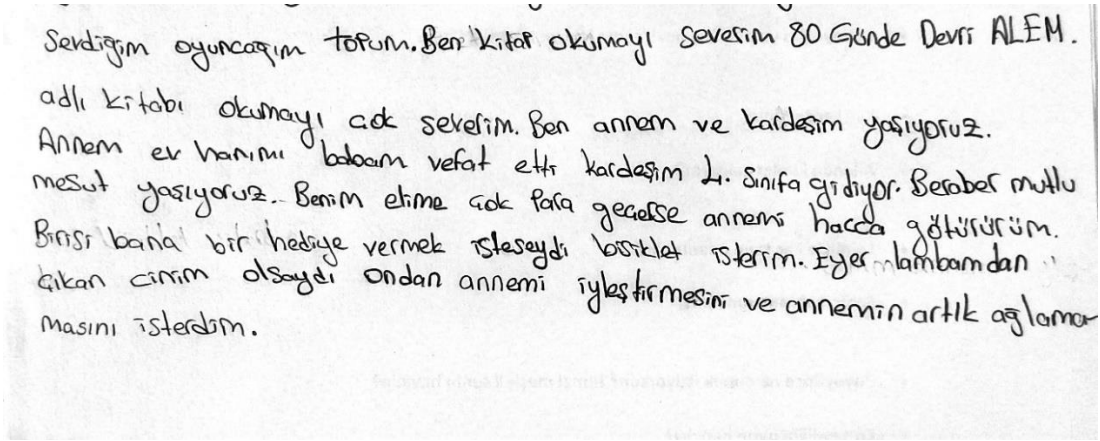 Sevdiğim oyuncağım topum. Ben kitap okumayı severim 80 Günde Devri ALEM.
adlı kitabı okumayı çok severim. Ben annem ve kardeşim yaşıyoruz.
Annem ev hanımı babam vefat etti kardeşim 4. Sınıfa gidiyor. Beraber mutlu
mesut yaşıyoruz. Benim elime çok para geçerse annemi hacca götürürüm.
Birisi bana bir hediye vermek isteseydi bisiklet isterim. Eyer lambamdan
çıkan cinim olsaydı ondan annemi iyleştirmesini ve annemin artık ağlama
masını isterdim.